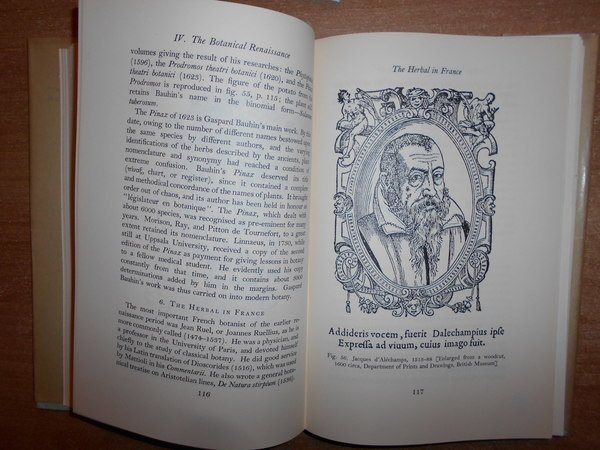 IV. The Botanical Renaissance
volumes giving the result of his researches: the
(1596), the Prodromos theatri botanici (1620), and the
theatri botanici (1623). The figure of the potato from the
Prodromos is reproduced in fig. 55, p. 115; the plant still
retains Bauhin's name in the binomial form—Solanum
tuberosum.
The Pinax of 1623 is Gaspard Bauhin's main work. By this
date, owing to the number of different names bestowed upon
the same species by different authors, and the varying
identifications of the herbs described by the ancients, plant
nomenclature and synonymy had reached a condition of
extreme confusion. Bauhin's Pinax deserved its title
(πίναξ, chart, or register), since it contained a complete
and methodical concordance of the names of plants. It brought
order out of chaos, and its author has been held in honour as
"législateur en botanique". The Pinax, which dealt with
about 6000 species, was recognised as pre-eminent for many
years. Morison, Ray, and Pitton de Tournefort, to a great
extent retained its nomenclature. Linnaeus, in 1730, while
still at Uppsala University, received a copy of the second
edition of the Pinax as payment for giving lessons in botany
to a fellow medical student. He evidently used his copy
constantly from that time, and it contains about 3000
determinations added by him in the margins. Gaspard
Bauhin's work was thus carried on into modern botany.
6. The Herbal in France
The most important French botanist of the earlier re-
naissance period was Jean Ruel, or Joannes Ruellius, as he is
more commonly called (1474–1537). He was a physician, and
a professor in the University of Paris, and devoted himself
chiefly to the study of classical botany. He did good service
by his Latin translation of Dioscorides (1516), which was used
by Mattioli in his Commentarii. He also wrote a general bota-
nical treatise on Aristotelian lines, De Natura stirpium (1536).
116
The Herbal in France
Addideris vocem, fuerit Dalechampius ipse
Expressa ad viuum, cuius imago fuit.
Fig. 56. Jacques d'Aléchamps, 1513–88 [Enlarged from a woodcut,
1600 circa, Department of Prints and Drawings, British Museum]
117